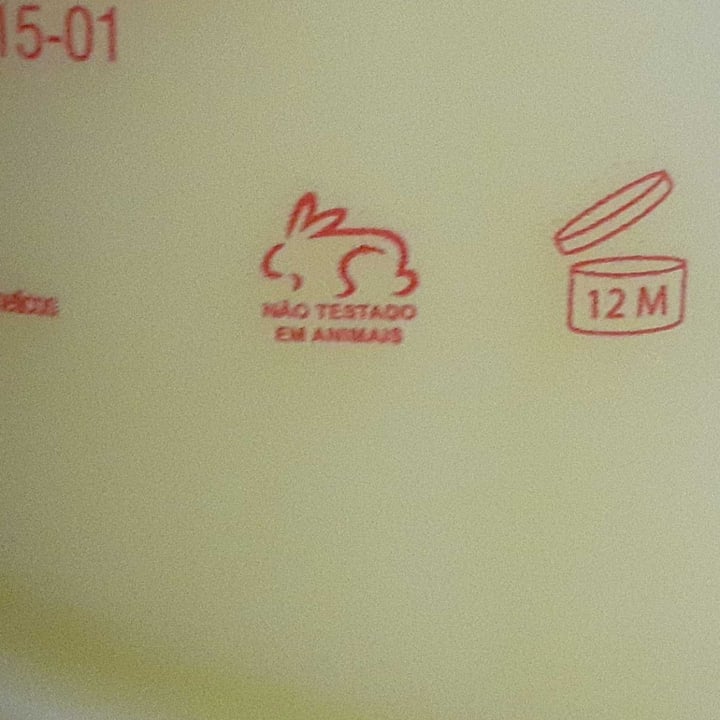 15-01
NÃO TESTADO
EM ANIMAIS
12 M